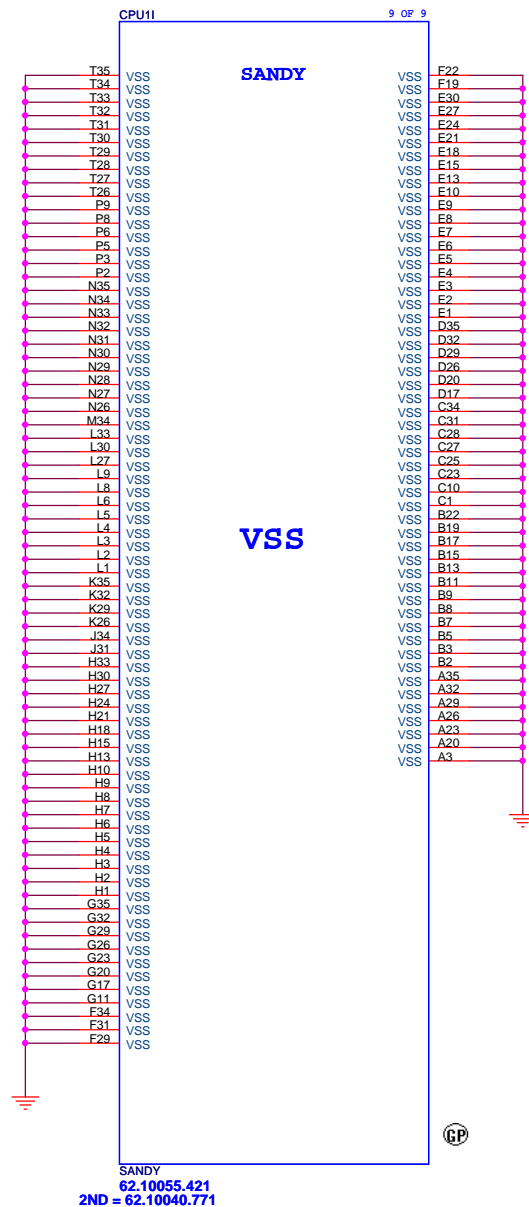 CPU1I 9 OF 9
SANDY
T35 VSS VSS F22
T34 VSS VSS F19
T33 VSS VSS E30
T32 VSS VSS E27
T31 VSS VSS E24
T30 VSS VSS E21
T29 VSS VSS E18
T28 VSS VSS E15
T27 VSS VSS E13
T26 VSS VSS E10
P9 VSS VSS E9
P8 VSS VSS E8
P6 VSS VSS E7
P5 VSS VSS E6
P3 VSS VSS E5
P2 VSS VSS E4
N35 VSS VSS E3
N34 VSS VSS E2
N33 VSS VSS E1
N32 VSS VSS D35
N31 VSS VSS D32
N30 VSS VSS D29
N29 VSS VSS D26
N28 VSS VSS D20
N27 VSS VSS D17
N26 VSS VSS C34
M34 VSS VSS C31
L33 VSS VSS C28
L30 VSS VSS C27
L27 VSS VSS C25
L9 VSS VSS C23
L8 VSS VSS C10
L6 VSS VSS C1
L5 VSS VSS B22
L4 VSS VSS B19
VSS
L3 VSS VSS B17
L2 VSS VSS B15
L1 VSS VSS B13
K35 VSS VSS B11
K32 VSS VSS B9
K29 VSS VSS B8
K26 VSS VSS B7
J34 VSS VSS B5
J31 VSS VSS B3
H33 VSS VSS B2
H30 VSS VSS A35
H27 VSS VSS A32
H24 VSS VSS A29
H21 VSS VSS A26
H18 VSS VSS A23
H15 VSS VSS A20
H13 VSS VSS A3
H10 VSS
H9 VSS
H8 VSS
H7 VSS
H6 VSS
H5 VSS
H4 VSS
H3 VSS
H2 VSS
H1 VSS
G35 VSS
G32 VSS
G29 VSS
G26 VSS
G23 VSS
G20 VSS
G17 VSS
G11 VSS
F34 VSS
F31 VSS
F29 VSS
GP
SANDY
62.10055.421
2ND = 62.10040.771